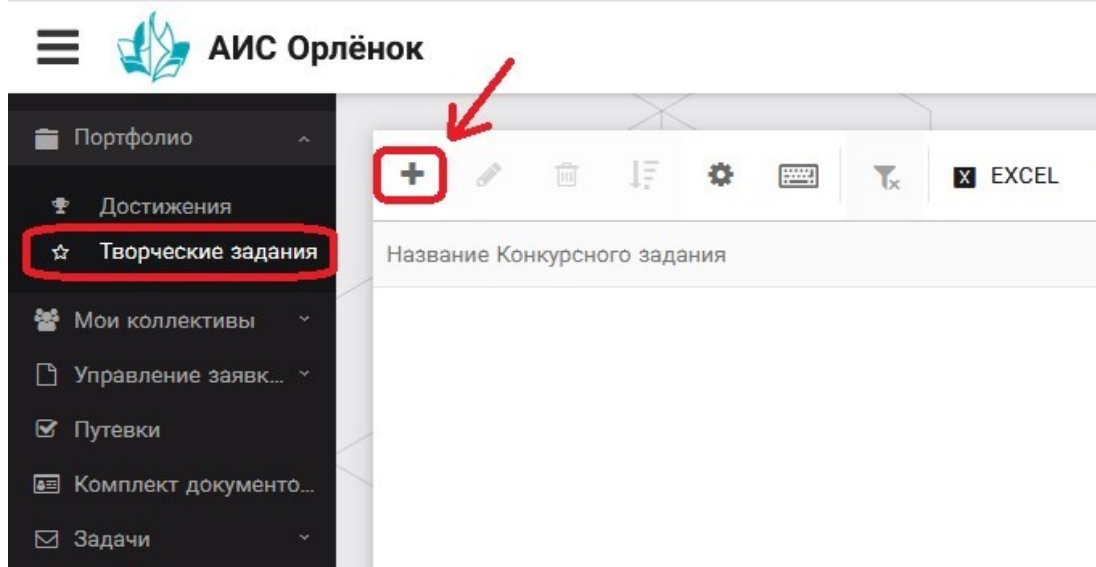 АИС Орлёнок
Портфолио
Достижения
Творческие задания
Мои коллективы
Управление заявк...
Путевки
Комплект документо...
Задачи
X EXCEL
Название Конкурсного задания